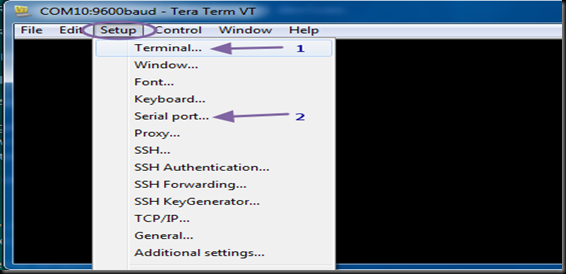 COM10:9600baud - Tera Term VT
File Edit Setup Control Window Help
Terminal... 1
Window...
Font...
Keyboard...
Serial port... 2
Proxy...
SSH...
SSH Authentication...
SSH Forwarding...
SSH KeyGenerator...
TCP/IP...
General...
Additional settings...